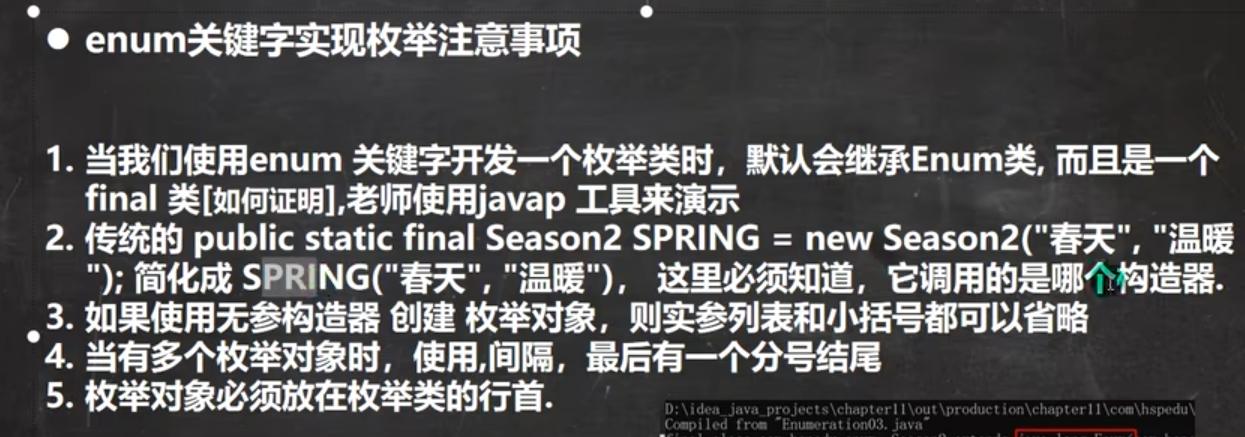 ● enum关键字实现枚举注意事项
1. 当我们使用enum 关键字开发一个枚举类时，默认会继承Enum类, 而且是一个
final 类[如何证明],老师使用javap 工具来演示
2. 传统的 public static final Season2 SPRING = new Season2("春天", "温暖
"); 简化成 SPRING("春天", "温暖")， 这里必须知道，它调用的是哪个构造器.
3. 如果使用无参构造器 创建 枚举对象，则实参列表和小括号都可以省略
4. 当有多个枚举对象时，使用,间隔，最后有一个分号结尾
5. 枚举对象必须放在枚举类的行首.
D:\idea_java_projects\chapter11\out\production\chapter11\com\hspedu\
Compiled from "Enumeration03.java"